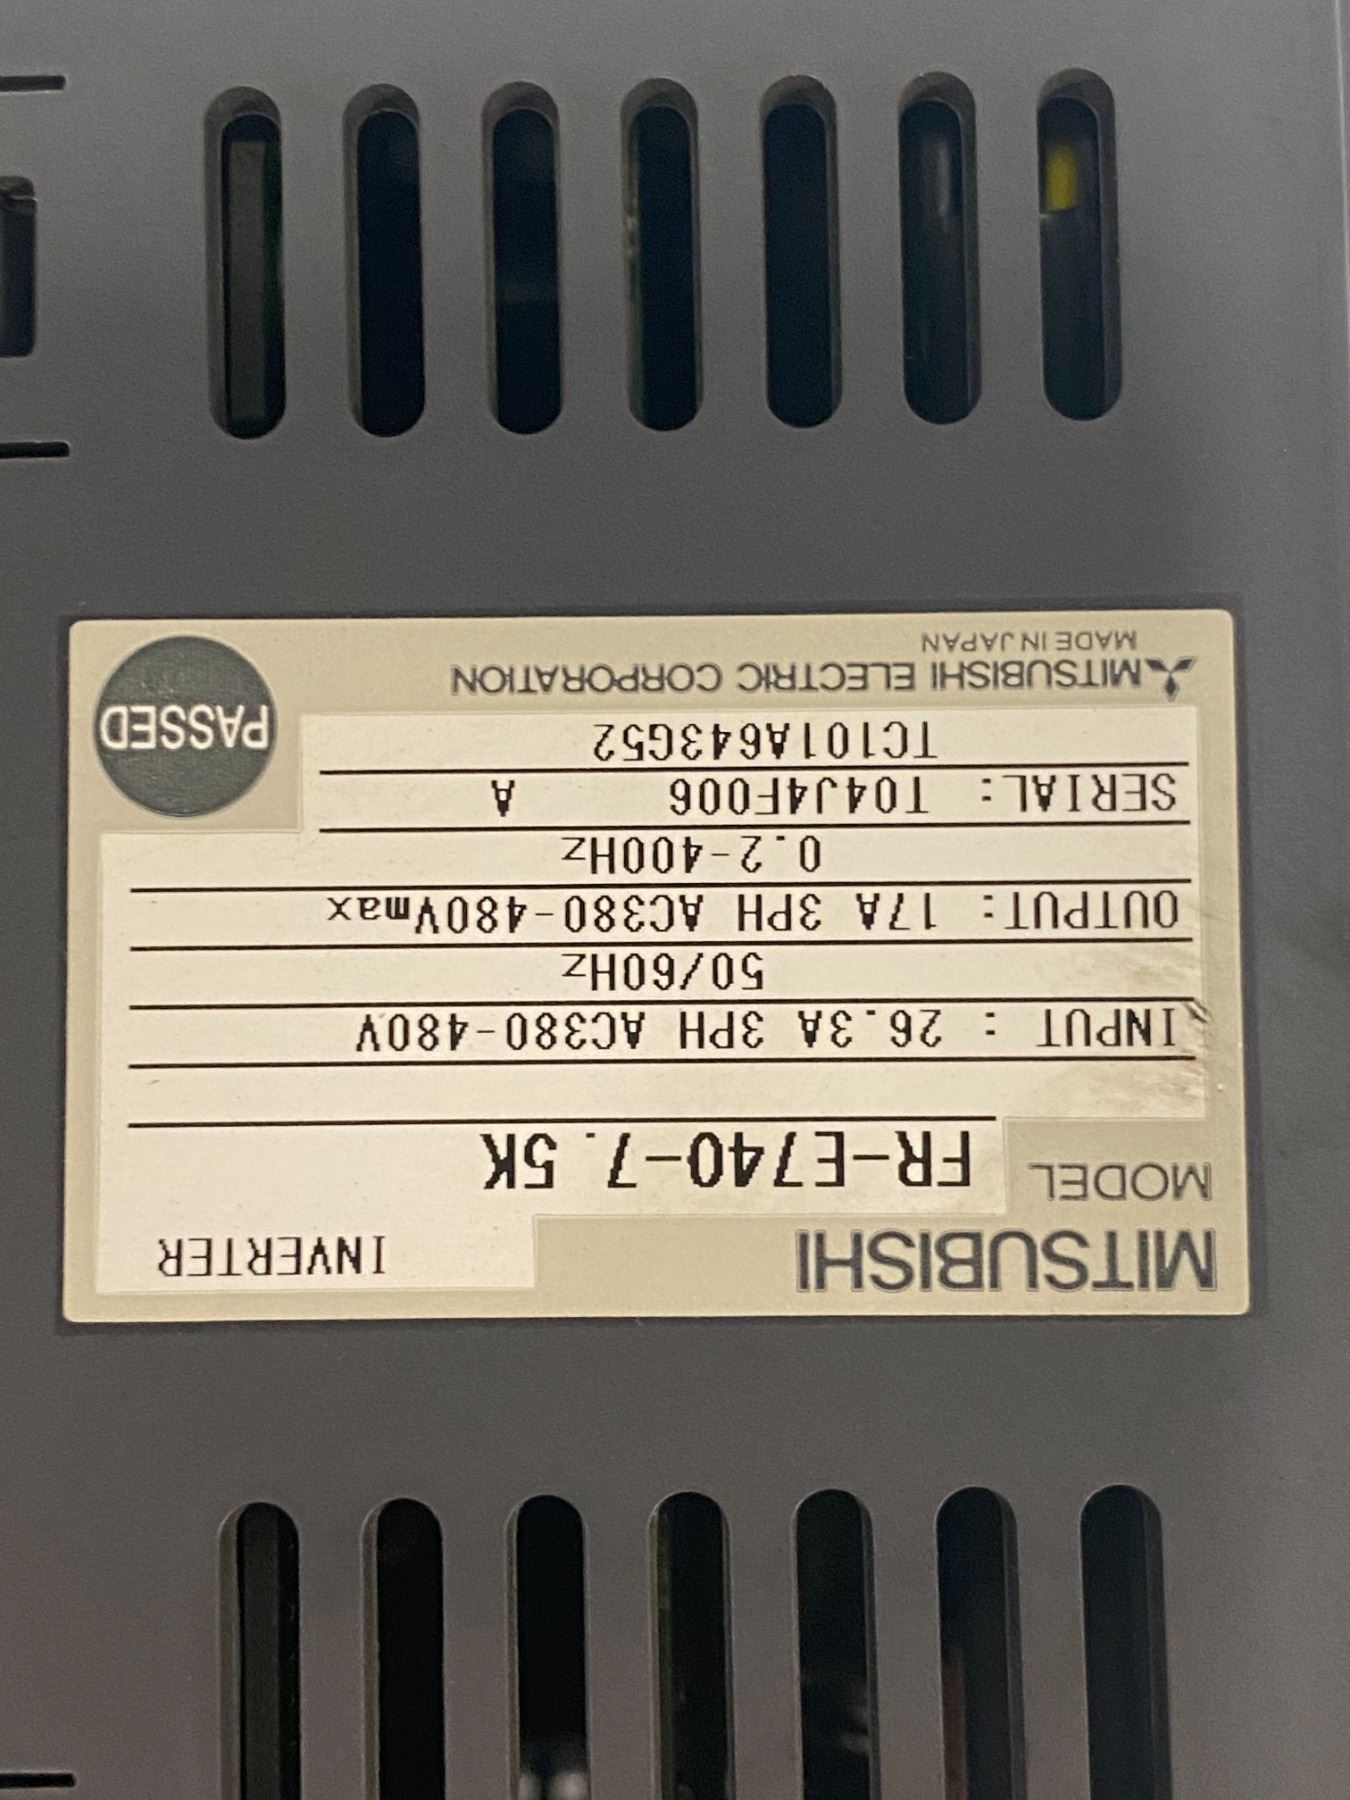 MITSUBISHI INVERTER
MODEL FR-E740-7.5K
INPUT : 26.3A 3PH AC380-480V
50/60Hz
OUTPUT: 17A 3PH AC380-480Vmax
0.2-400Hz
SERIAL: T04J4F006 A
TC101A643G52
PASSED
MITSUBISHI ELECTRIC CORPORATION
MADE IN JAPAN